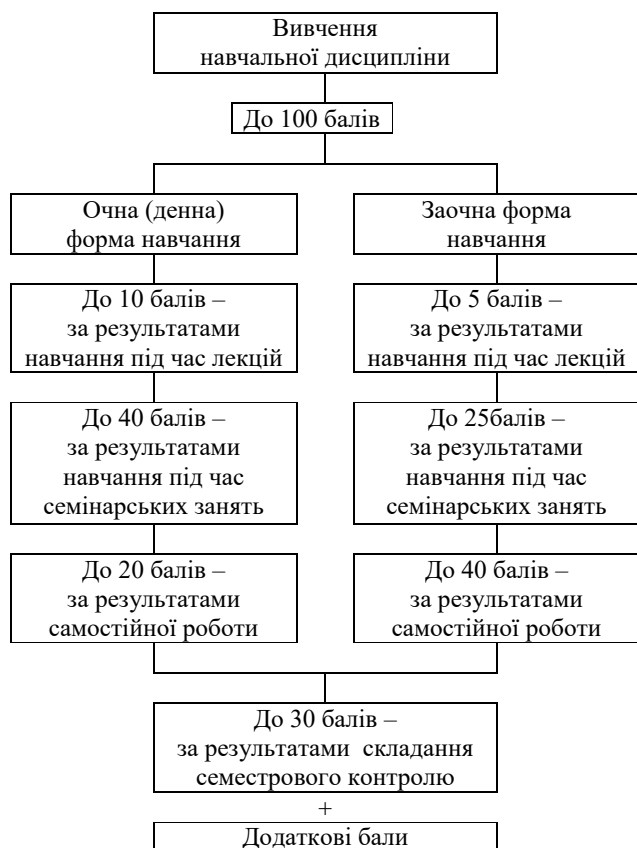 Вивчення
навчальної дисципліни
До 100 балів
Очна (денна)
форма навчання
Заочна форма
навчання
До 10 балів –
за результатами
навчання під час лекцій
До 5 балів –
за результатами
навчання під час лекцій
До 40 балів –
за результатами
навчання під час
семінарських занять
До 25балів –
за результатами
навчання під час
семінарських занять
До 20 балів –
за результатами
самостійної роботи
До 40 балів –
за результатами
самостійної роботи
До 30 балів –
за результатами складання
семестрового контролю
+
Додаткові бали